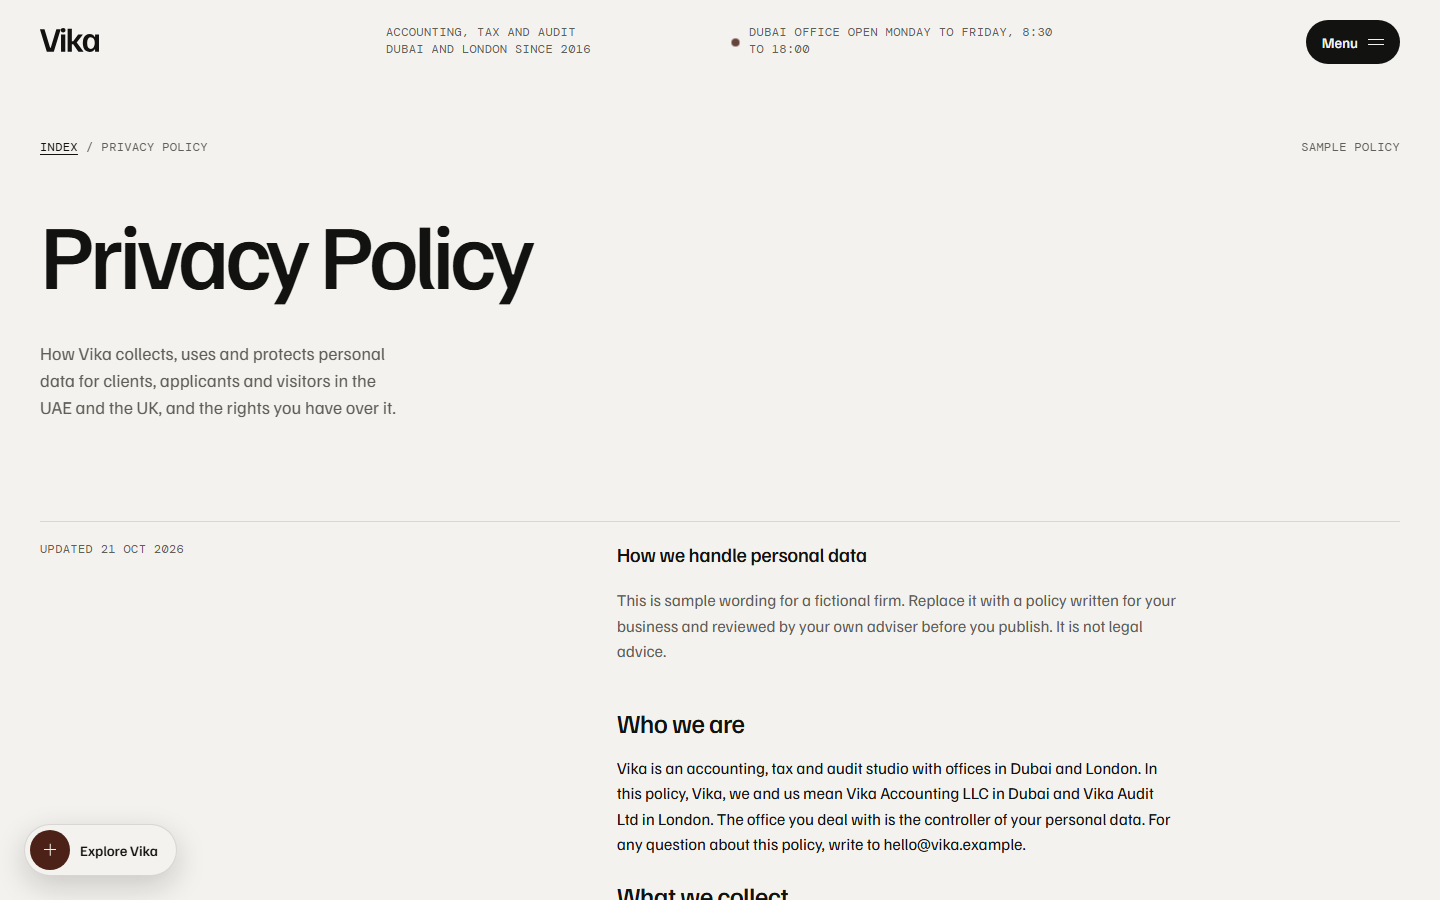 Vika
ACCOUNTING, TAX AND AUDIT
DUBAI AND LONDON SINCE 2016
DUBAI OFFICE OPEN MONDAY TO FRIDAY, 8:30
TO 18:00
Menu
INDEX / PRIVACY POLICY
SAMPLE POLICY
Privacy Policy
How Vika collects, uses and protects personal
data for clients, applicants and visitors in the
UAE and the UK, and the rights you have over it.
UPDATED 21 OCT 2026
How we handle personal data
This is sample wording for a fictional firm. Replace it with a policy written for your
business and reviewed by your own adviser before you publish. It is not legal
advice.
Who we are
Vika is an accounting, tax and audit studio with offices in Dubai and London. In
this policy, Vika, we and us mean Vika Accounting LLC in Dubai and Vika Audit
Ltd in London. The office you deal with is the controller of your personal data. For
any question about this policy, write to hello@vika.example.
Explore Vika
What we collect